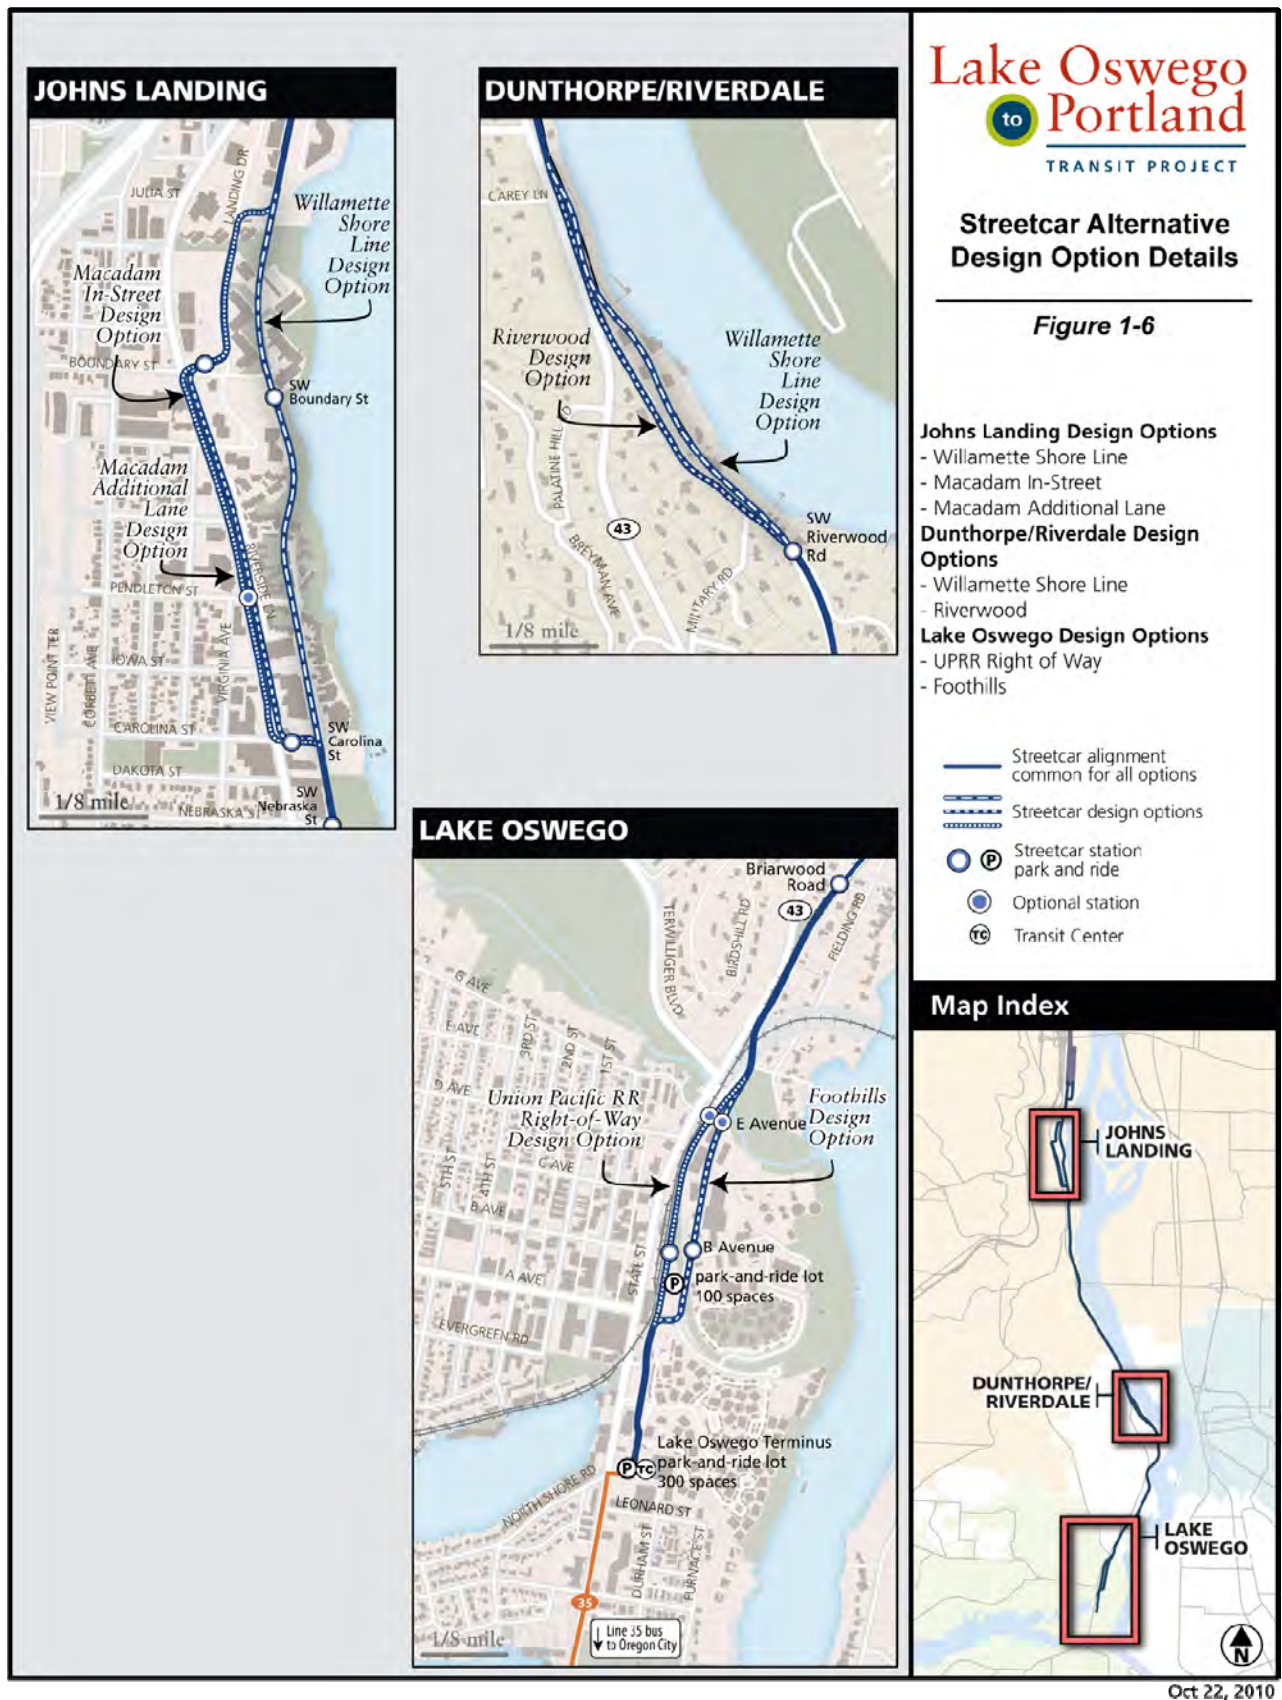 JOHNS LANDING
JULIA ST
LANDING DR
Willamette
Shore
Line
Design
Option
Macadam
In-Street
Design
Option
BOUNDARY ST
SW
Boundary St
Macadam
Additional
Lane
Design
Option
RIVERSIDE LN
PENDLETON ST
VIEW POINT TER
CORBETT AVE
IOWA ST
VIRGINIA AVE
CAROLINA ST
SW
Carolina
St
DAKOTA ST
1/8 mile
NEBRASKA ST
SW
Nebraska
St
DUNTHORPE/RIVERDALE
CAREY LN
Riverwood
Design
Option
Willamette
Shore
Line
Design
Option
PALATINE HILL RD
43
BREYMAN AVE
MILITARY RD
SW
Riverwood
Rd
1/8 mile
LAKE OSWEGO
Briarwood
Road
43
TERWILLIGER BLVD
BIRDSHILL RD
FIELDING RD
G AVE
E AVE
D AVE
3RD ST
2ND ST
1ST ST
Union Pacific RR
Right-of-Way
Design Option
Foothills
Design
Option
E Avenue
5TH ST
4TH ST
C AVE
B AVE
B Avenue
STATE ST
A AVE
P
park-and-ride lot
100 spaces
EVERGREEN RD
Lake Oswego Terminus
park-and-ride lot
300 spaces
P TC
NORTH SHORE RD
LEONARD ST
DURHAM ST
FURNACE ST
35
1/8 mile
Line 35 bus
to Oregon City
Lake Oswego
to Portland
TRANSIT PROJECT
Streetcar Alternative
Design Option Details
Figure 1-6
Johns Landing Design Options
- Willamette Shore Line
- Macadam In-Street
- Macadam Additional Lane
Dunthorpe/Riverdale Design
Options
- Willamette Shore Line
- Riverwood
Lake Oswego Design Options
- UPRR Right of Way
- Foothills
Streetcar alignment
common for all options
Streetcar design options
P Streetcar station
park and ride
Optional station
TC Transit Center
Map Index
JOHNS
LANDING
DUNTHORPE/
RIVERDALE
LAKE
OSWEGO
N
Oct 22, 2010